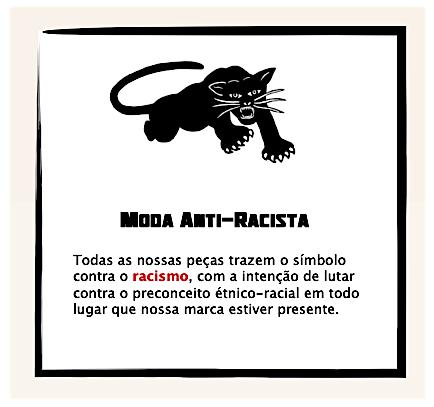 Moda Anti-Racista
Todas as nossas peças trazem o símbolo
contra o racismo, com a intenção de lutar
contra o preconceito étnico-racial em todo
lugar que nossa marca estiver presente.